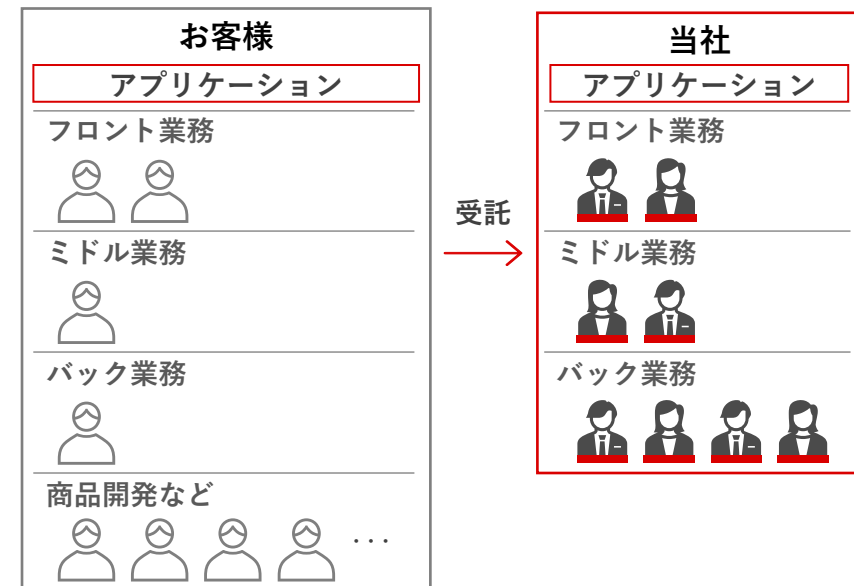 お客様
アプリケーション
フロント業務
ミドル業務
バック業務
商品開発など
...
受託
当社
アプリケーション
フロント業務
ミドル業務
バック業務